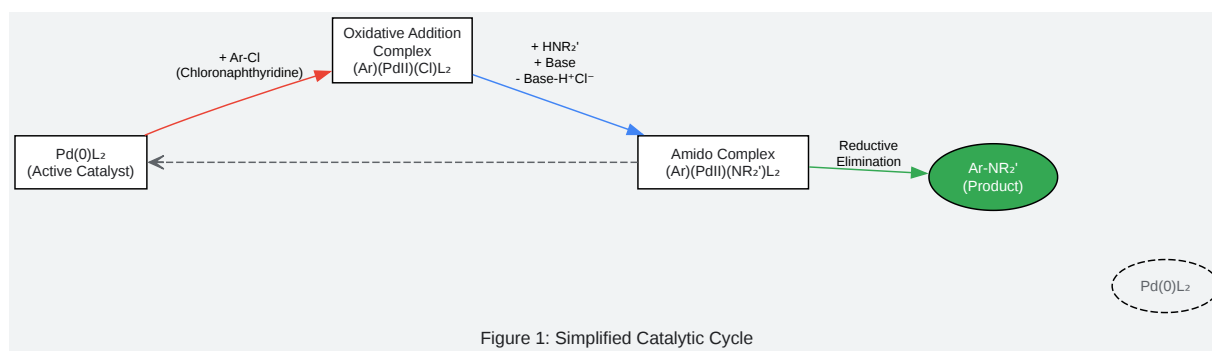 Oxidative Addition
Complex
(Ar)(PdII)(Cl)L₂
+ Ar-Cl
(Chloronaphthyridine)
+ HNR₂'
+ Base
- Base-H⁺Cl⁻
Pd(0)L₂
(Active Catalyst)
Amido Complex
(Ar)(PdII)(NR₂')L₂
Reductive
Elimination
Ar-NR₂'
(Product)
Pd(0)L₂
Figure 1: Simplified Catalytic Cycle